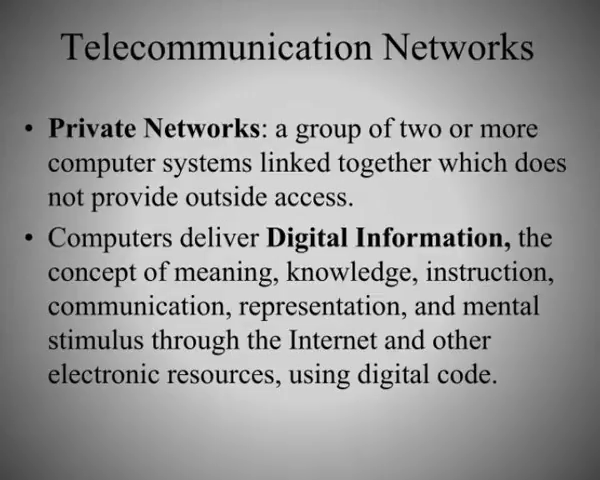 Telecommunication Networks
• Private Networks: a group of two or more
computer systems linked together which does
not provide outside access.
• Computers deliver Digital Information, the
concept of meaning, knowledge, instruction,
communication, representation, and mental
stimulus through the Internet and other
electronic resources, using digital code.